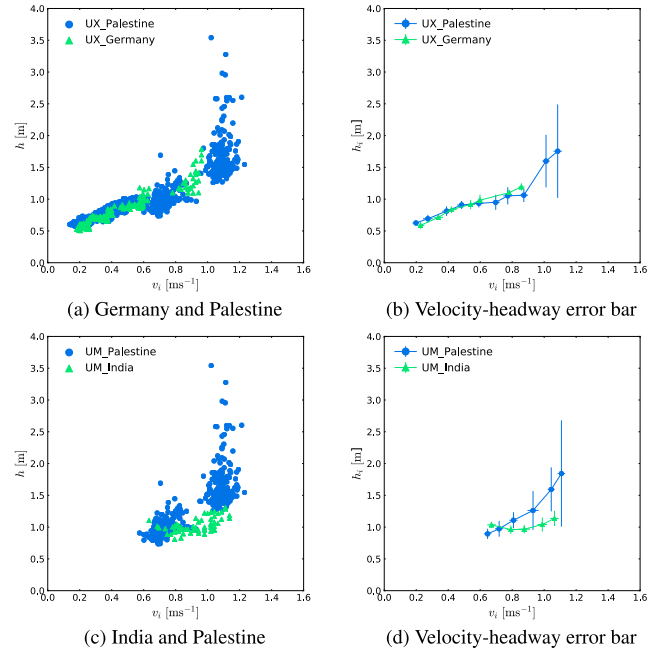 4.0
3.5
3.0
2.5
2.0
1.5
1.0
0.5
0.0
h [m]
UX_Palestine
UX_Germany
0.0 0.2 0.4 0.6 0.8 1.0 1.2 1.4 1.6
v_i [ms^{-1}]
(a) Germany and Palestine
4.0
3.5
3.0
2.5
2.0
1.5
1.0
0.5
0.0
h_i [m]
UX_Palestine
UX_Germany
0.0 0.2 0.4 0.6 0.8 1.0 1.2 1.4 1.6
v_i [ms^{-1}]
(b) Velocity-headway error bar
4.0
3.5
3.0
2.5
2.0
1.5
1.0
0.5
0.0
h [m]
UM_Palestine
UM_India
0.0 0.2 0.4 0.6 0.8 1.0 1.2 1.4 1.6
v_i [ms^{-1}]
(c) India and Palestine
4.0
3.5
3.0
2.5
2.0
1.5
1.0
0.5
0.0
h_i [m]
UM_Palestine
UM_India
0.0 0.2 0.4 0.6 0.8 1.0 1.2 1.4 1.6
v_i [ms^{-1}]
(d) Velocity-headway error bar